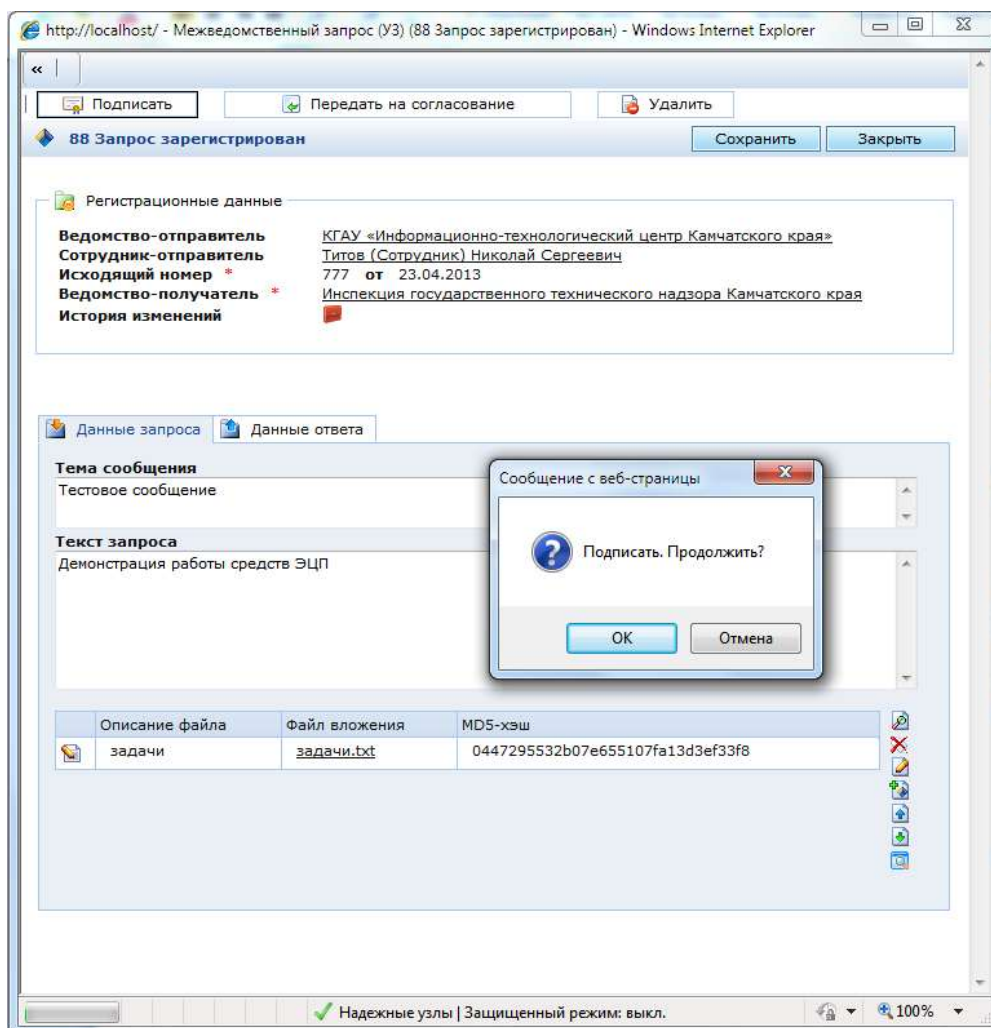 http://localhost/ - Межведомственный запрос (УЗ) (88 Запрос зарегистрирован) - Windows Internet Explorer
«
Подписать Передать на согласование Удалить
88 Запрос зарегистрирован Сохранить Закрыть
Регистрационные данные
Ведомство-отправитель КГАУ «Информационно-технологический центр Камчатского края»
Сотрудник-отправитель Титов (Сотрудник) Николай Сергеевич
Исходящий номер * 777 от 23.04.2013
Ведомство-получатель * Инспекция государственного технического надзора Камчатского края
История изменений
Данные запроса Данные ответа
Тема сообщения
Тестовое сообщение
Текст запроса
Демонстрация работы средств ЭЦП
Сообщение с веб-страницы
Подписать. Продолжить?
OK Отмена
Описание файла Файл вложения MD5-хэш
задачи задачи.txt 0447295532b07e655107fa13d3ef33f8
Надежные узлы | Защищенный режим: выкл. 100%